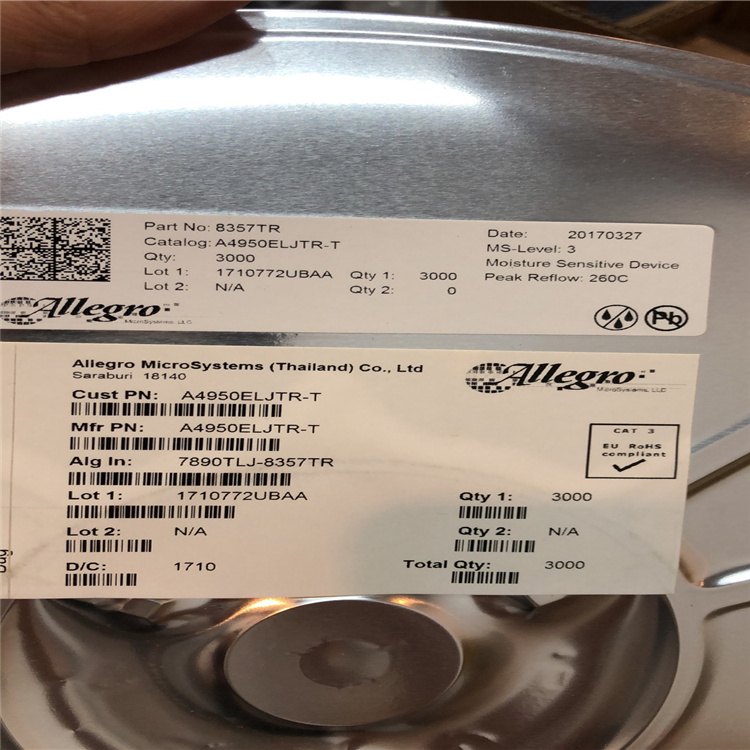 Part No: 8357TR
Catalog: A4950ELJTR-T
Qty: 3000
Lot 1: 1710772UBAA Qty 1: 3000
Lot 2: N/A Qty 2: 0
Date: 20170327
MS-Level: 3
Moisture Sensitive Device
Peak Reflow: 260C
Allegro
MicroSystems, LLC
Pb
Allegro MicroSystems (Thailand) Co., Ltd
Saraburi 18140
Allegro
MicroSystems, LLC
Cust PN: A4950ELJTR-T
Mfr PN: A4950ELJTR-T
Alg In: 7890TLJ-8357TR
CAT 3
EU RoHS
compliant
Lot 1: 1710772UBAA Qty 1: 3000
Lot 2: N/A Qty 2: N/A
D/C: 1710 Total Qty: 3000